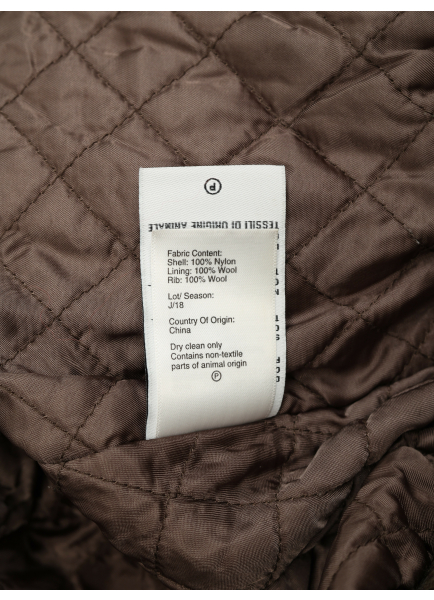 P
TESSILI DI ORIGINE ANIMALE
Fabric Content:
Shell: 100% Nylon
Lining: 100% Wool
Rib: 100% Wool
Lot/ Season:
J/18
Country Of Origin:
China
Dry clean only
Contains non-textile
parts of animal origin
P